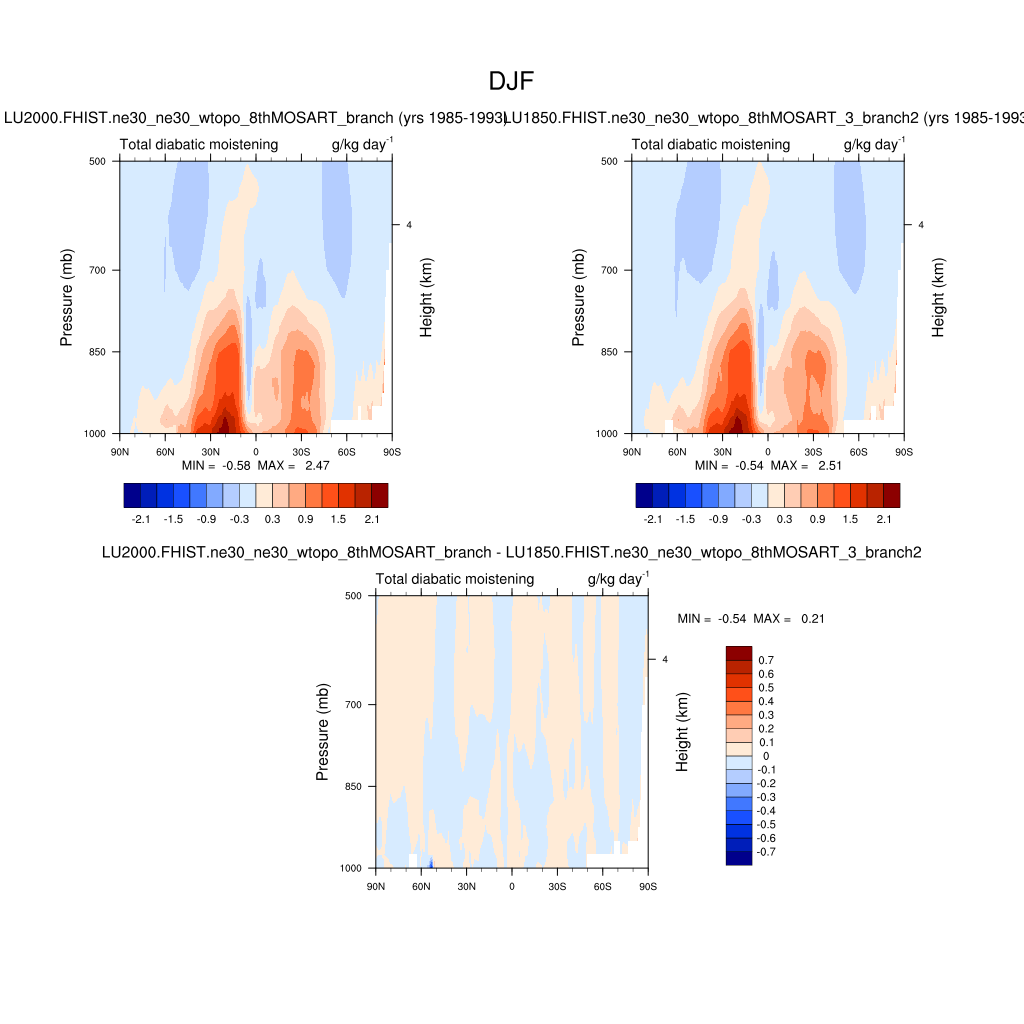 DJF
LU2000.FHIST.ne30_ne30_wtopo_8thMOSART_branch (yrs 1985-1993)
LU1850.FHIST.ne30_ne30_wtopo_8thMOSART_3_branch2 (yrs 1985-1993
Total diabatic moistening g/kg day-1
500
700
850
1000
Pressure (mb)
4
Height (km)
90N 60N 30N 0 30S 60S 90S
MIN = -0.58 MAX = 2.47
-2.1 -1.5 -0.9 -0.3 0.3 0.9 1.5 2.1
Total diabatic moistening g/kg day-1
500
700
850
1000
Pressure (mb)
4
Height (km)
90N 60N 30N 0 30S 60S 90S
MIN = -0.54 MAX = 2.51
-2.1 -1.5 -0.9 -0.3 0.3 0.9 1.5 2.1
LU2000.FHIST.ne30_ne30_wtopo_8thMOSART_branch - LU1850.FHIST.ne30_ne30_wtopo_8thMOSART_3_branch2
Total diabatic moistening g/kg day-1
500
700
850
1000
Pressure (mb)
4
Height (km)
90N 60N 30N 0 30S 60S 90S
MIN = -0.54 MAX = 0.21
0.7
0.6
0.5
0.4
0.3
0.2
0.1
0
-0.1
-0.2
-0.3
-0.4
-0.5
-0.6
-0.7